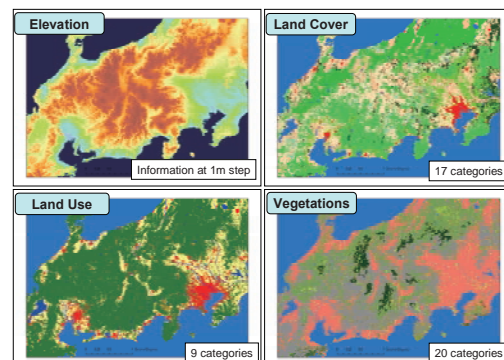 Elevation
Information at 1m step
Land Cover
17 categories
Land Use
9 categories
Vegetations
20 categories